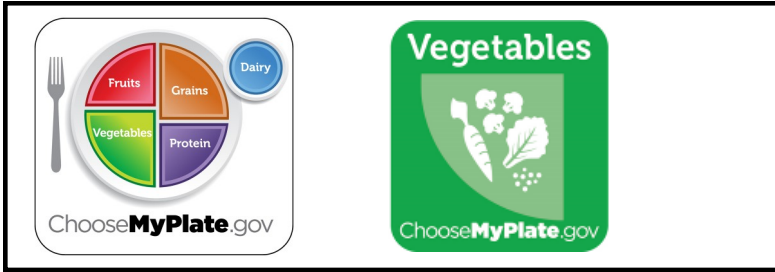 Fruits
Grains
Dairy
Vegetables
Protein
ChooseMyPlate.gov
Vegetables
ChooseMyPlate.gov